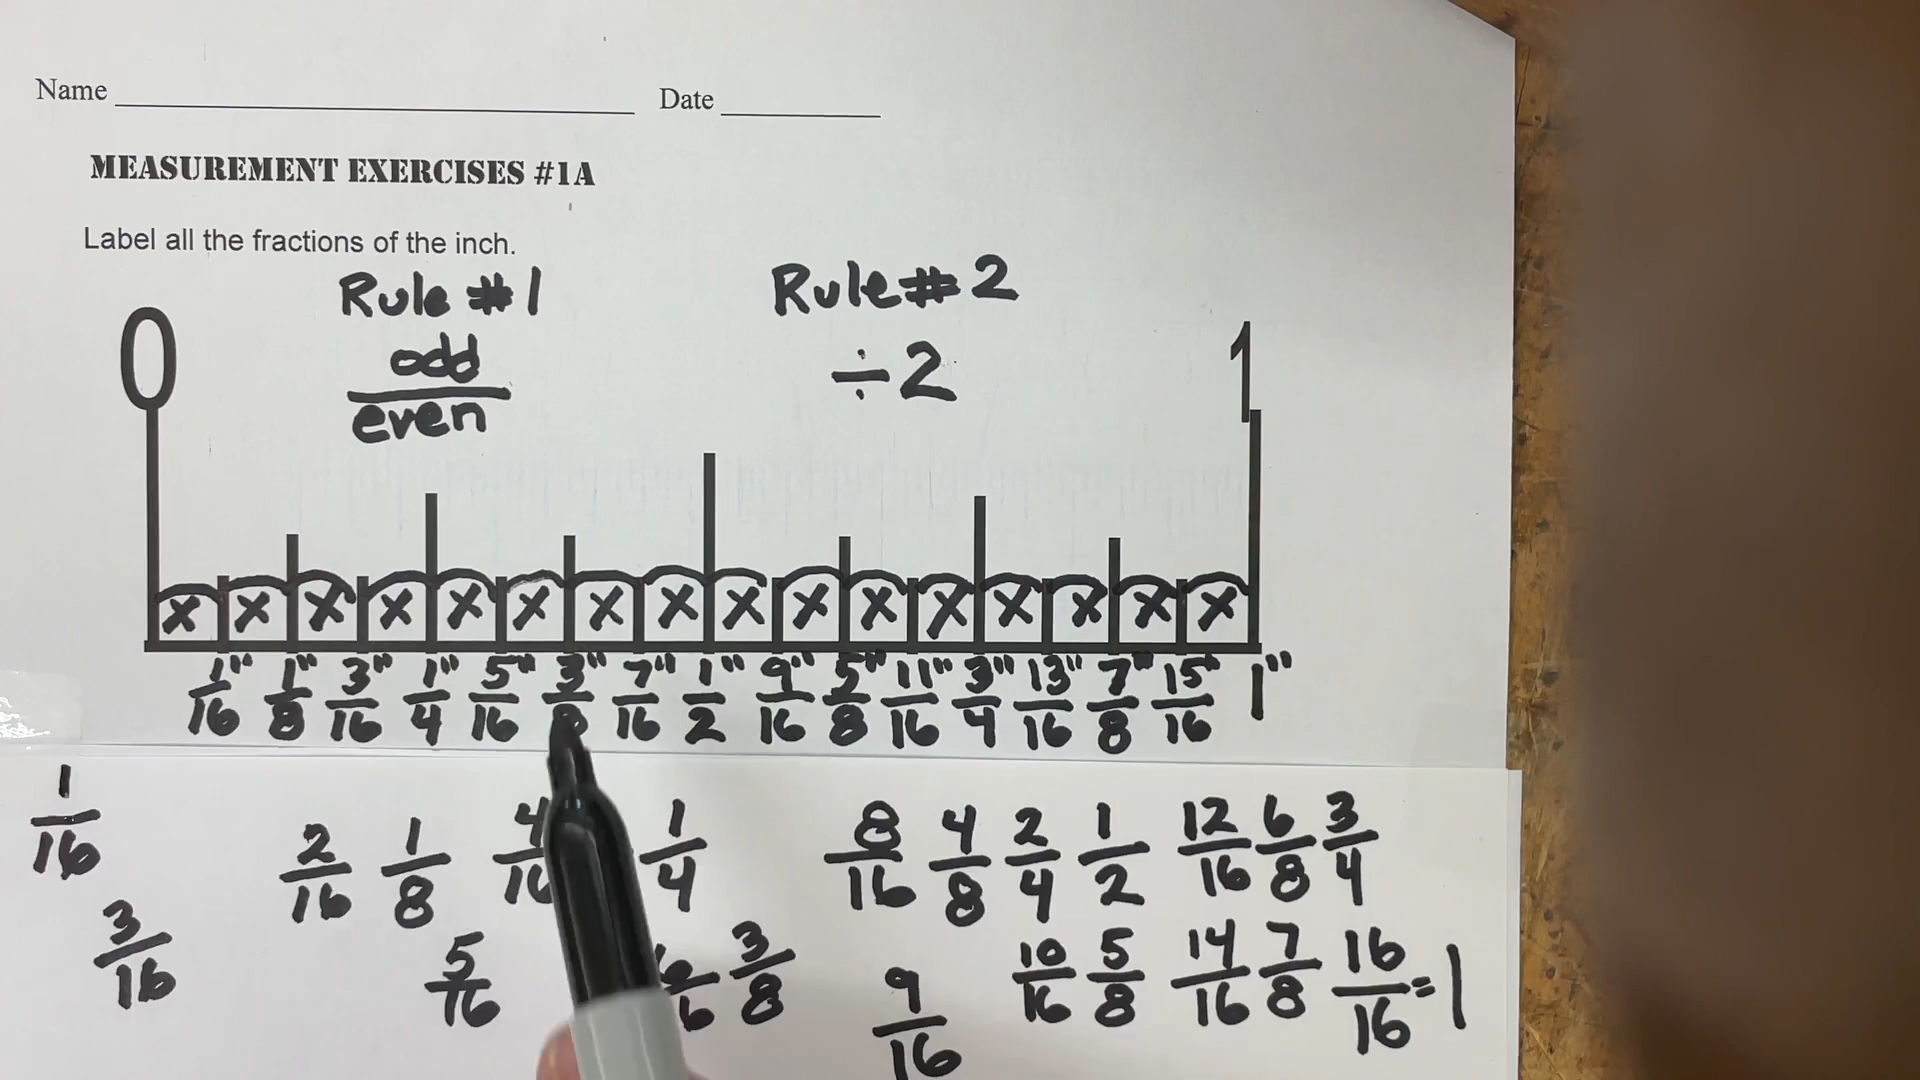 Name Date
MEASUREMENT EXERCISES #1A
Label all the fractions of the inch.
Rule #1 Rule #2
odd/even ÷2
0 1
x x x x x x x x x x x x x x x x
1/16" 1/8" 3/16" 1/4" 5/16" 3/8" 7/16" 1/2" 9/16" 5/8" 11/16" 3/4" 13/16" 7/8" 15/16" 1"
1/16 2/16 1/8 4/16 1/4 8/16 4/8 2/4 1/2 12/16 6/8 3/4
3/16 5/16 3/8 9/16 10/16 5/8 14/16 7/8 16/16=1